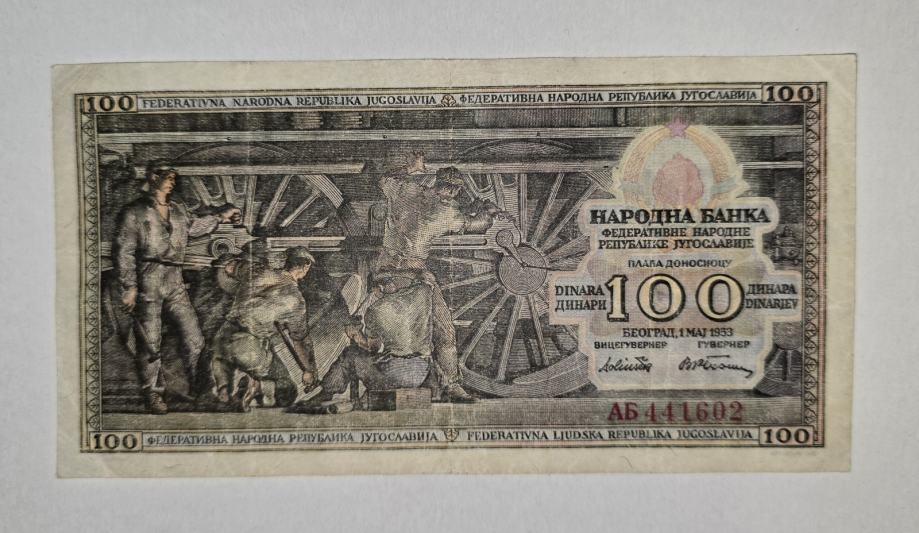 100 FEDERATIVNA NARODNA REPUBLIKA JUGOSLAVIJA ФЕДЕРАТИВНА НАРОДНА РЕПУБЛИКА ЈУГОСЛАВИЈА 100
НАРОДНА БАНКА
ФЕДЕРАТИВНЕ НАРОДНЕ
РЕПУБЛИКЕ ЈУГОСЛАВИЈЕ
ПЛАЋА ДОНОСИОЦУ
DINARA 100 ДИНАРА
ДИНАРИ DINARJEV
БЕОГРАД, 1 МАЈ 1953
ВИЦЕГУВЕРНЕР ГУВЕРНЕР
АБ 441602
100 ФЕДЕРАТИВНА НАРОДНА РЕПУБЛИКА ЈУГОСЛАВИЈА FEDERATIVNA LJUDSKA REPUBLIKA JUGOSLAVIJA 100